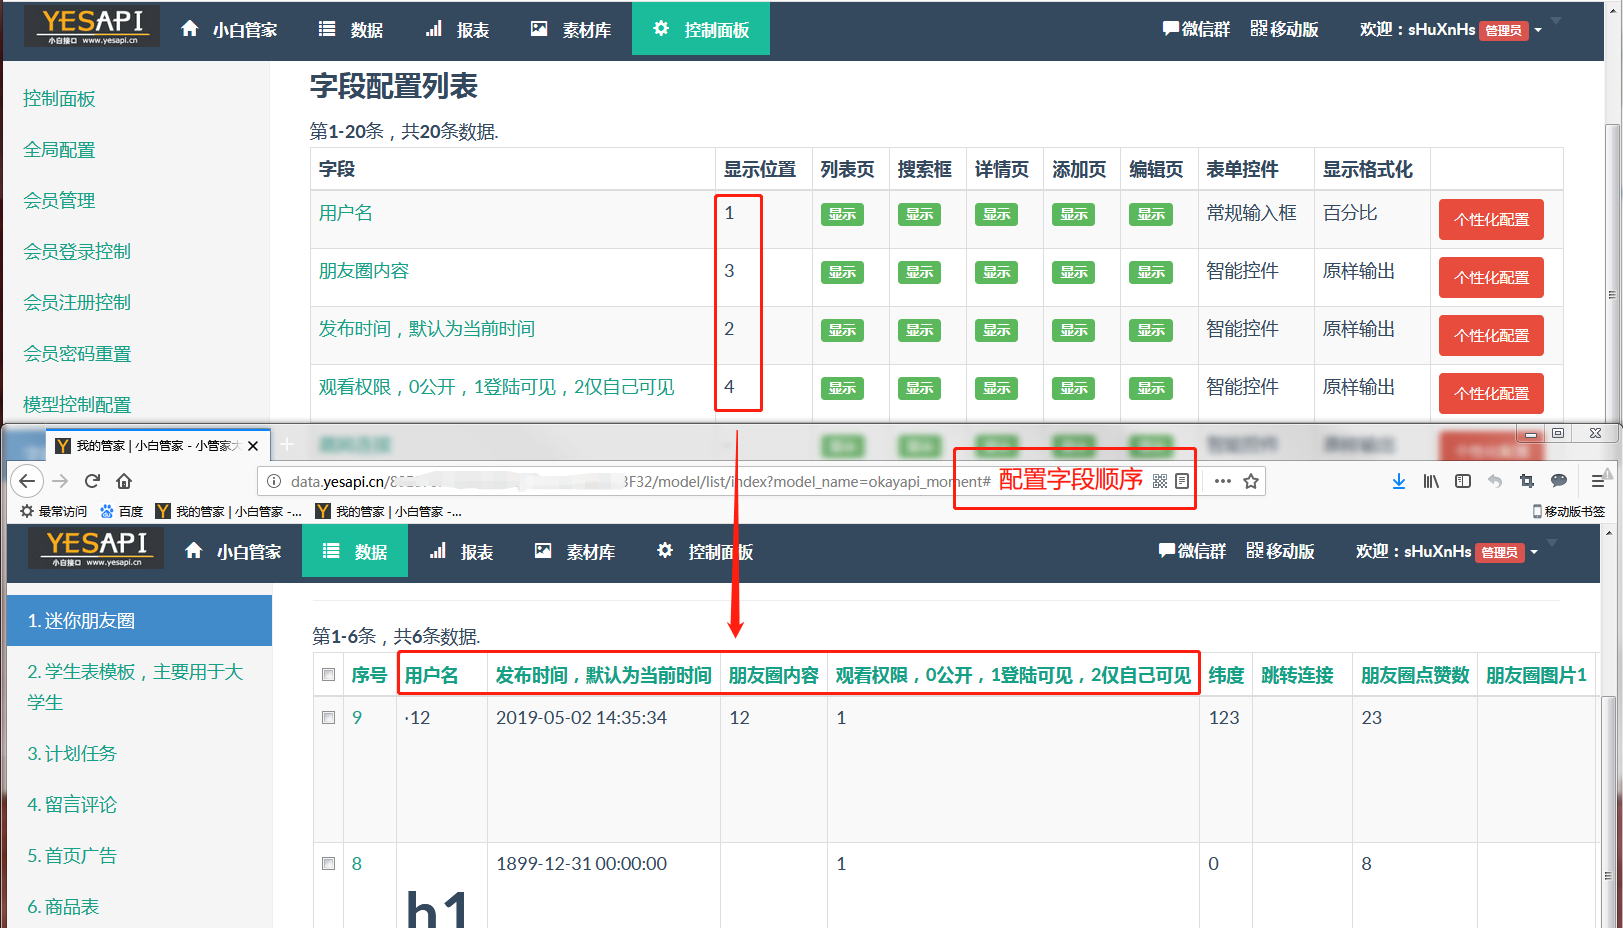 YESAPI
小白接口 www.yesapi.cn
小白管家 数据 报表 素材库 控制面板 微信群 移动版 欢迎：sHuXnHs 管理员
控制面板
全局配置
会员管理
会员登录控制
会员注册控制
会员密码重置
模型控制配置
字段配置列表
第1-20条，共20条数据.
字段 显示位置 列表页 搜索框 详情页 添加页 编辑页 表单控件 显示格式化
用户名 1 显示 显示 显示 显示 显示 常规输入框 百分比 个性化配置
朋友圈内容 3 显示 显示 显示 显示 显示 智能控件 原样输出 个性化配置
发布时间，默认为当前时间 2 显示 显示 显示 显示 显示 智能控件 原样输出 个性化配置
观看权限，0公开，1登陆可见，2仅自己可见 4 显示 显示 显示 显示 显示 智能控件 原样输出 个性化配置
我的管家 | 小白管家 - 小管家
data.yesapi.cn/ F32/model/list/index?model_name=okayapi_moment# 配置字段顺序
最常访问 百度 我的管家 | 小白管家 -... 我的管家 | 小白管家 -... 移动版书签
YESAPI
小白接口 www.yesapi.cn
小白管家 数据 报表 素材库 控制面板 微信群 移动版 欢迎：sHuXnHs 管理员
1. 迷你朋友圈
2. 学生表模板，主要用于大
学生
3. 计划任务
4. 留言评论
5. 首页广告
6. 商品表
第1-6条，共6条数据.
序号 用户名 发布时间，默认为当前时间 朋友圈内容 观看权限，0公开，1登陆可见，2仅自己可见 纬度 跳转连接 朋友圈点赞数 朋友圈图片1
9 ·12 2019-05-02 14:35:34 12 1 123 23
8 h1 1899-12-31 00:00:00 1 0 8